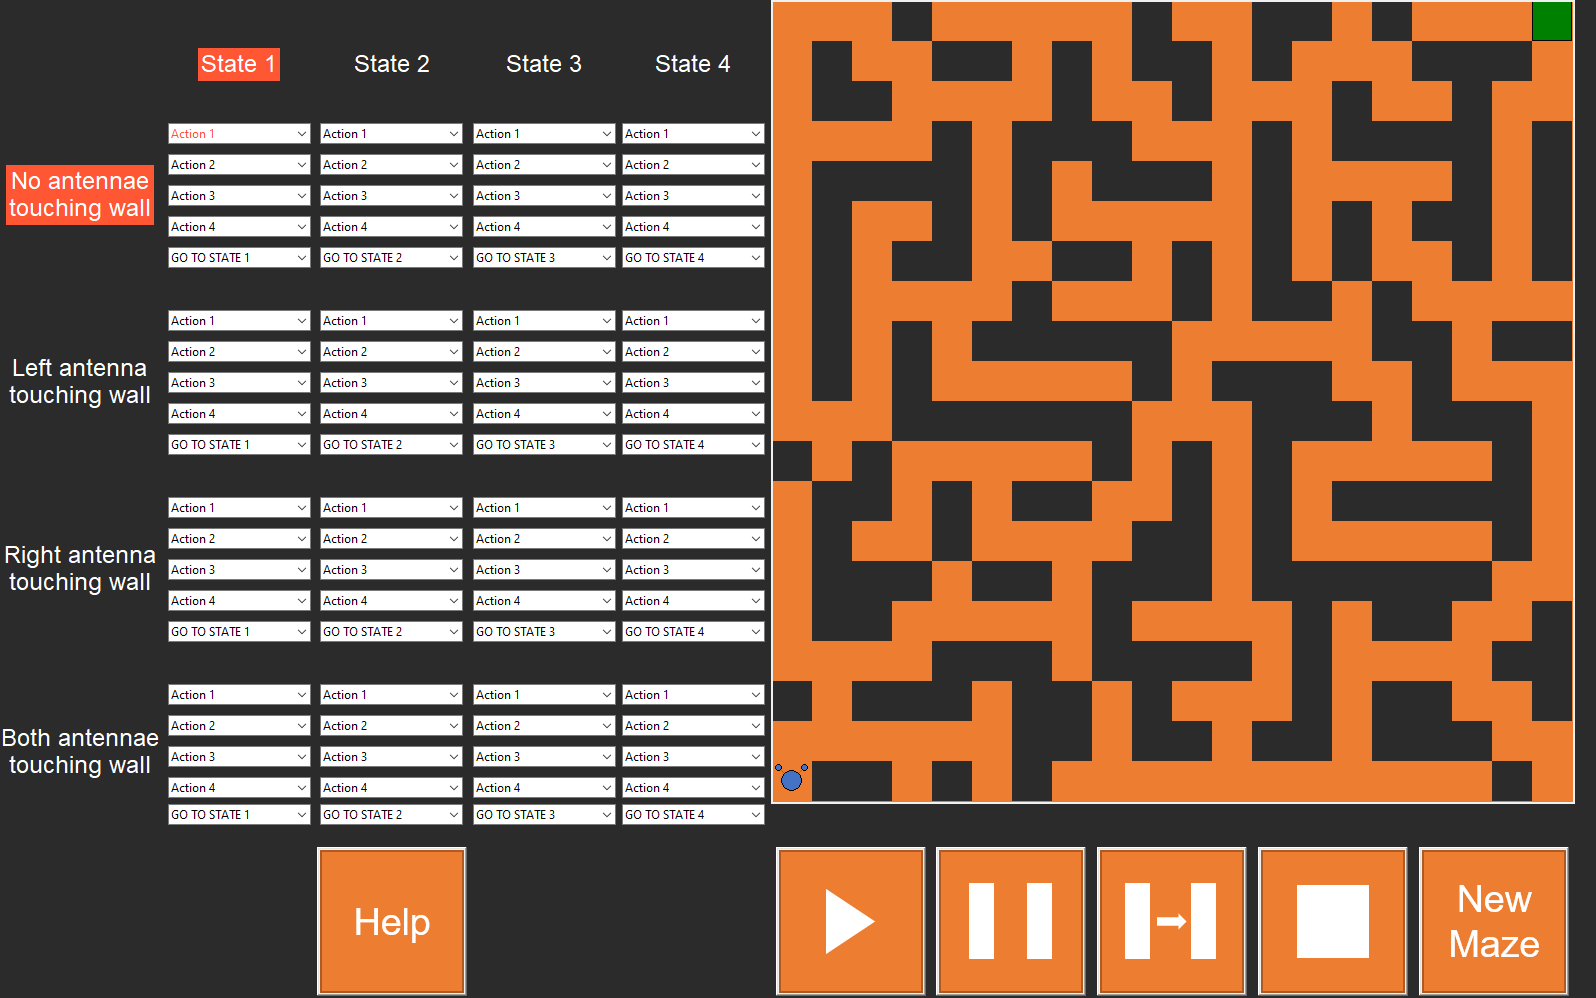 State 1 State 2 State 3 State 4
Action 1 Action 1 Action 1 Action 1
Action 2 Action 2 Action 2 Action 2
No antennae
touching wall
Action 3 Action 3 Action 3 Action 3
Action 4 Action 4 Action 4 Action 4
GO TO STATE 1 GO TO STATE 2 GO TO STATE 3 GO TO STATE 4
Action 1 Action 1 Action 1 Action 1
Action 2 Action 2 Action 2 Action 2
Left antenna
touching wall
Action 3 Action 3 Action 3 Action 3
Action 4 Action 4 Action 4 Action 4
GO TO STATE 1 GO TO STATE 2 GO TO STATE 3 GO TO STATE 4
Action 1 Action 1 Action 1 Action 1
Action 2 Action 2 Action 2 Action 2
Right antenna
touching wall
Action 3 Action 3 Action 3 Action 3
Action 4 Action 4 Action 4 Action 4
GO TO STATE 1 GO TO STATE 2 GO TO STATE 3 GO TO STATE 4
Action 1 Action 1 Action 1 Action 1
Action 2 Action 2 Action 2 Action 2
Both antennae
touching wall
Action 3 Action 3 Action 3 Action 3
Action 4 Action 4 Action 4 Action 4
GO TO STATE 1 GO TO STATE 2 GO TO STATE 3 GO TO STATE 4
Help
New
Maze